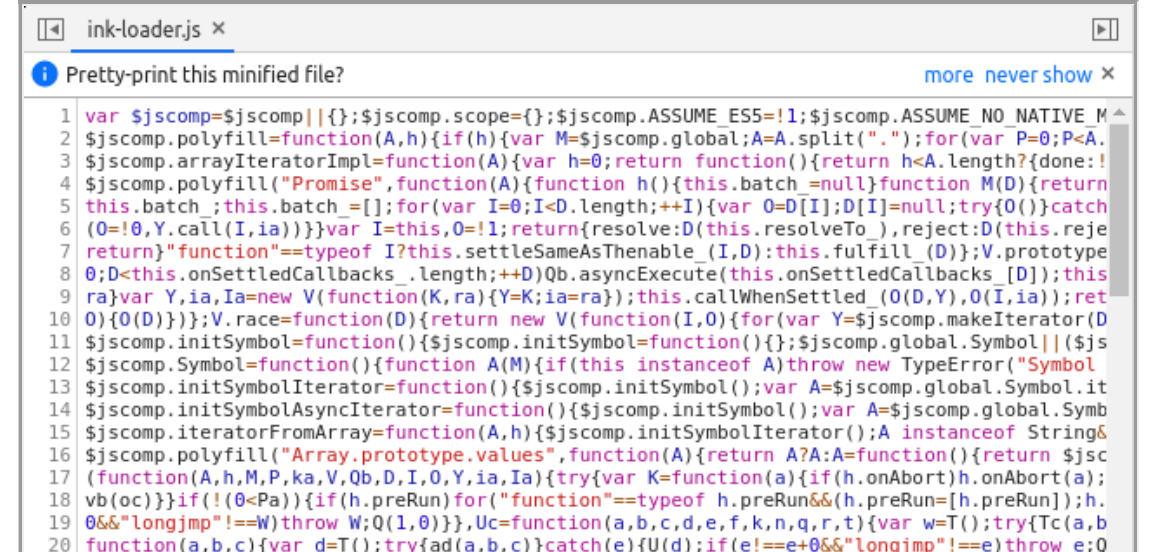 ink-loader.js ×
Pretty-print this minified file? more never show ×
1 var $jscomp=$jscomp||{};$jscomp.scope={};$jscomp.ASSUME_ES5=!1;$jscomp.ASSUME_NO_NATIVE_M
2 $jscomp.polyfill=function(A,h){if(h){var M=$jscomp.global;A=A.split(".");for(var P=0;P<A.
3 $jscomp.arrayIteratorImpl=function(A){var h=0;return function(){return h<A.length?{done:!
4 $jscomp.polyfill("Promise",function(A){function h(){this.batch_=null}function M(D){return
5 this.batch_;this.batch_=[];for(var I=0;I<D.length;++I){var O=D[I];D[I]=null;try{O()}catch
6 (O=!0,Y.call(I,ia))}}var I=this,O=!1;return{resolve:D(this.resolveTo_),reject:D(this.reje
7 return}"function"==typeof I?this.settleSameAsThenable_(I,D):this.fulfill_(D)};V.prototype
8 0;D<this.onSettledCallbacks_.length;++D)Qb.asyncExecute(this.onSettledCallbacks_[D]);this
9 ra}var Y,ia,Ia=new V(function(K,ra){Y=K;ia=ra});this.callWhenSettled_(O(D,Y),O(I,ia));ret
10 O){O(D)})};V.race=function(D){return new V(function(I,O){for(var Y=$jscomp.makeIterator(D
11 $jscomp.initSymbol=function(){$jscomp.initSymbol=function(){};$jscomp.global.Symbol||($js
12 $jscomp.Symbol=function(){function A(M){if(this instanceof A)throw new TypeError("Symbol
13 $jscomp.initSymbolIterator=function(){$jscomp.initSymbol();var A=$jscomp.global.Symbol.it
14 $jscomp.initSymbolAsyncIterator=function(){$jscomp.initSymbol();var A=$jscomp.global.Symb
15 $jscomp.iteratorFromArray=function(A,h){$jscomp.initSymbolIterator();A instanceof String&
16 $jscomp.polyfill("Array.prototype.values",function(A){return A?A:A=function(){return $jsc
17 (function(A,h,M,P,ka,V,Qb,D,I,O,Y,ia,Ia){try{var K=function(a){if(h.onAbort)h.onAbort(a);
18 vb(oc)}}if(!(0<Pa)){if(h.preRun)for("function"==typeof h.preRun&&(h.preRun=[h.preRun]);h.
19 0&&"longjmp"!==W)throw W;Q(1,0)}},Uc=function(a,b,c,d,e,f,k,n,q,r,t){var w=T();try{Tc(a,b
20 function(a,b,c){var d=T();try{ad(a,b,c)}catch(e){U(d);if(e!==e+0&&"longjmp"!==e)throw e;Q